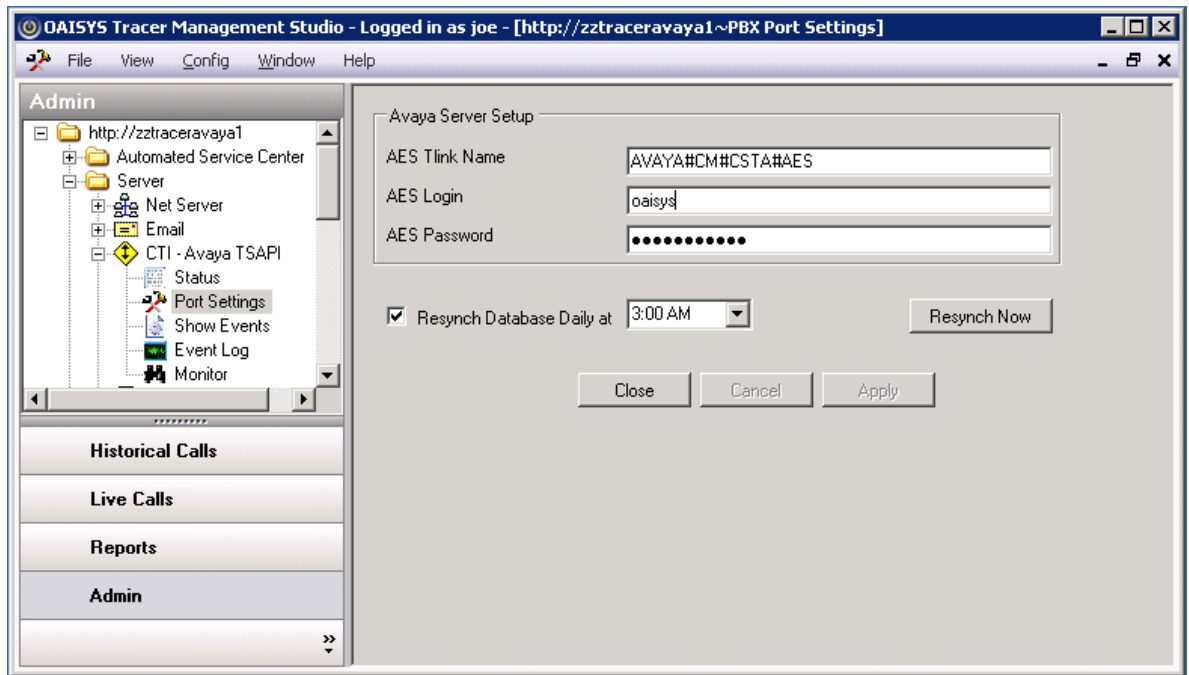 OAISYS Tracer Management Studio - Logged in as joe - [http://zztraceravaya1~PBX Port Settings]
File View Config Window Help
Admin
http://zztraceravaya1
Automated Service Center
Server
Net Server
Email
CTI - Avaya TSAPI
Status
Port Settings
Show Events
Event Log
Monitor
Historical Calls
Live Calls
Reports
Admin
Avaya Server Setup
AES Tlink Name AVAYA#CM#CSTA#AES
AES Login oaisys
AES Password ●●●●●●●●●●●
Resynch Database Daily at 3:00 AM Resynch Now
Close Cancel Apply